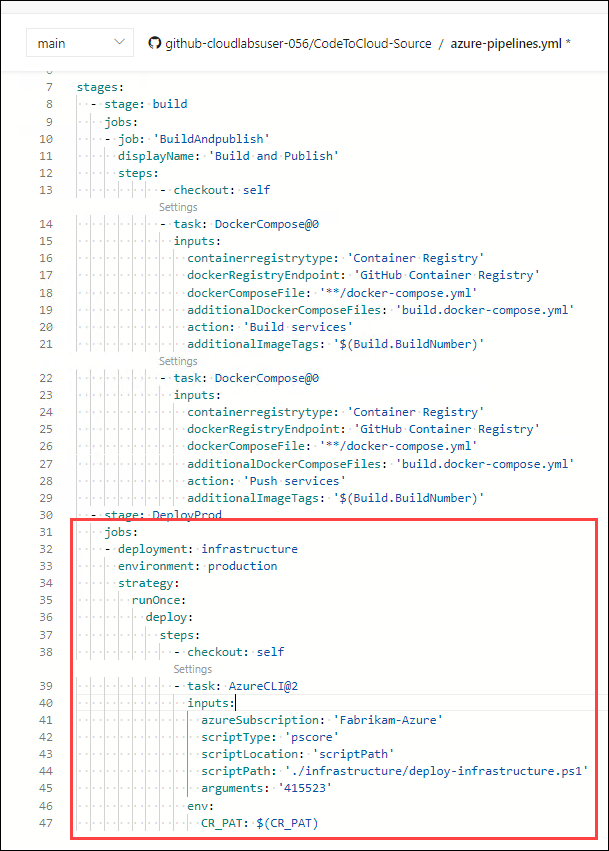 main github-cloudlabsuser-056/CodeToCloud-Source / azure-pipelines.yml *
7 stages:
8 - stage: build
9 jobs:
10 - job: 'BuildAndpublish'
11 displayName: 'Build and Publish'
12 steps:
13 - checkout: self
Settings
14 - task: DockerCompose@0
15 inputs:
16 containerregistrytype: 'Container Registry'
17 dockerRegistryEndpoint: 'GitHub Container Registry'
18 dockerComposeFile: '**/docker-compose.yml'
19 additionalDockerComposeFiles: 'build.docker-compose.yml'
20 action: 'Build services'
21 additionalImageTags: '$(Build.BuildNumber)'
Settings
22 - task: DockerCompose@0
23 inputs:
24 containerregistrytype: 'Container Registry'
25 dockerRegistryEndpoint: 'GitHub Container Registry'
26 dockerComposeFile: '**/docker-compose.yml'
27 additionalDockerComposeFiles: 'build.docker-compose.yml'
28 action: 'Push services'
29 additionalImageTags: '$(Build.BuildNumber)'
30 - stage: DeployProd
31 jobs:
32 - deployment: infrastructure
33 environment: production
34 strategy:
35 runOnce:
36 deploy:
37 steps:
38 - checkout: self
Settings
39 - task: AzureCLI@2
40 inputs:
41 azureSubscription: 'Fabrikam-Azure'
42 scriptType: 'pscore'
43 scriptLocation: 'scriptPath'
44 scriptPath: './infrastructure/deploy-infrastructure.ps1'
45 arguments: '415523'
46 env:
47 CR_PAT: $(CR_PAT)